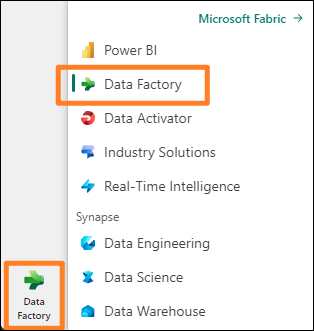 Microsoft Fabric →
Power BI
Data Factory
Data Activator
Industry Solutions
Real-Time Intelligence
Synapse
Data Engineering
Data Science
Data Warehouse
Data
Factory